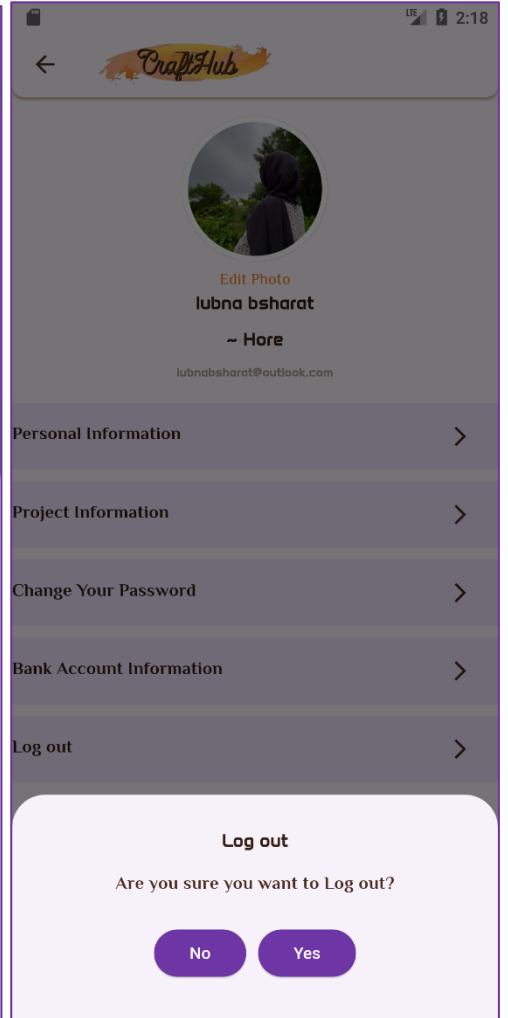 LTE 2:18
CraftHub
Edit Photo
lubna bsharat
~ Hore
lubnabsharat@outlook.com
Personal Information
Project Information
Change Your Password
Bank Account Information
Log out
Log out
Are you sure you want to Log out?
No Yes